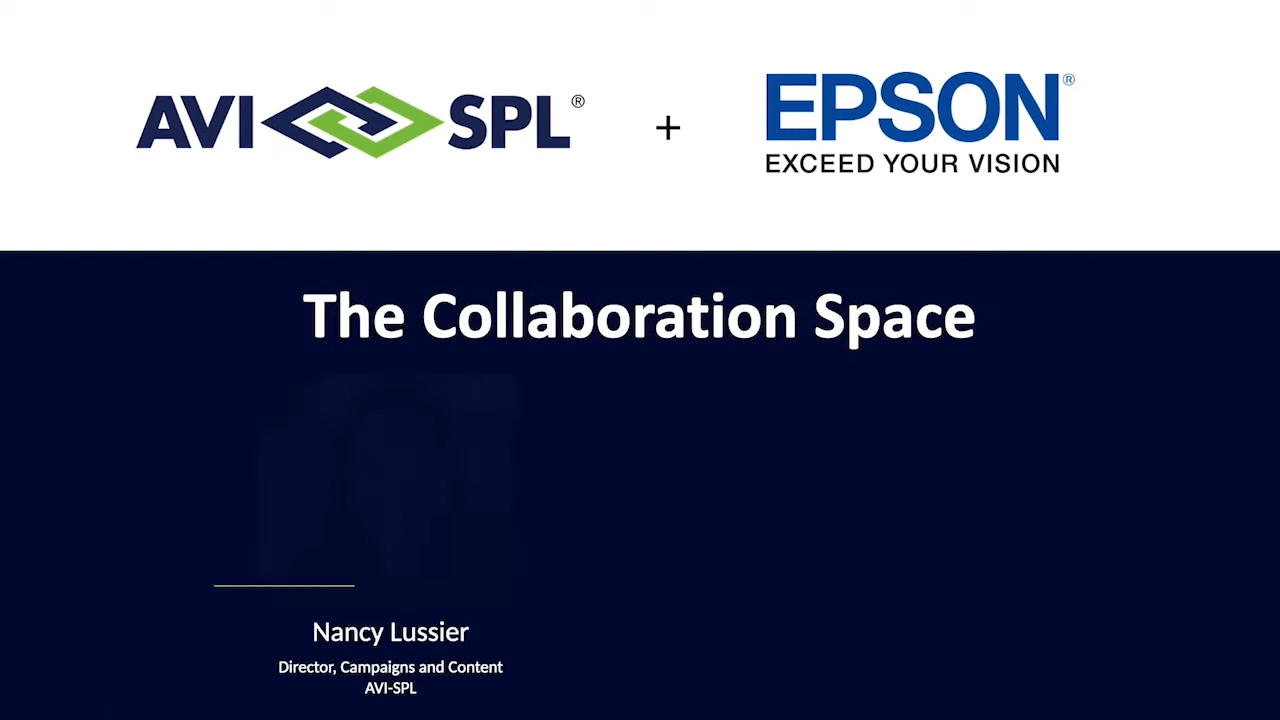 AVI SPL® + EPSON®
EXCEED YOUR VISION
The Collaboration Space
Nancy Lussier
Director, Campaigns and Content
AVI-SPL